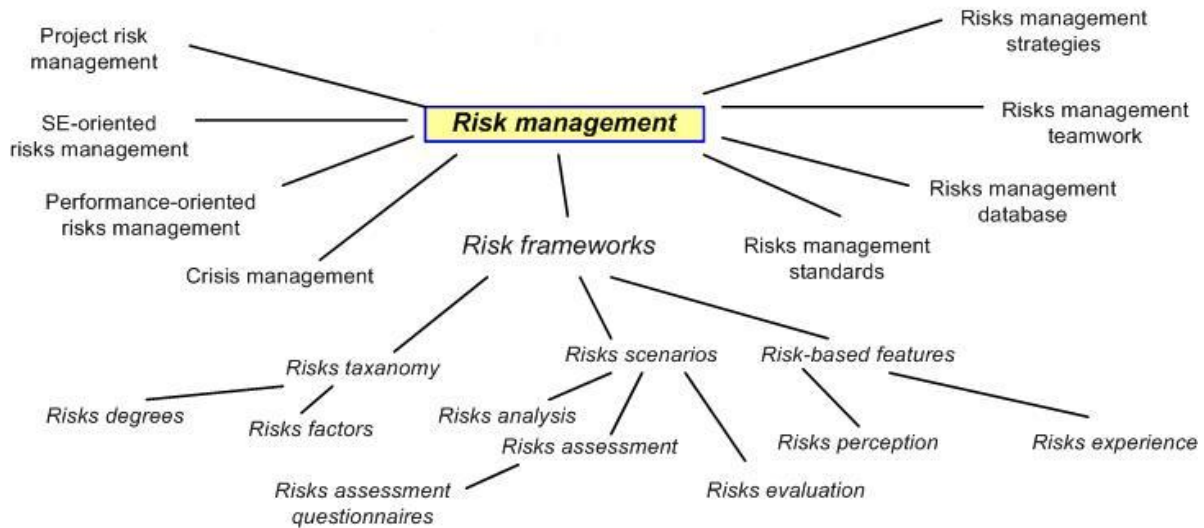 Project risk
management
Risks management
strategies
SE-oriented
risks management
Risk management
Risks management
teamwork
Performance-oriented
risks management
Risks management
database
Crisis management
Risk frameworks
Risks management
standards
Risks taxanomy
Risks scenarios
Risk-based features
Risks degrees
Risks factors
Risks analysis
Risks assessment
Risks perception
Risks experience
Risks assessment
questionnaires
Risks evaluation